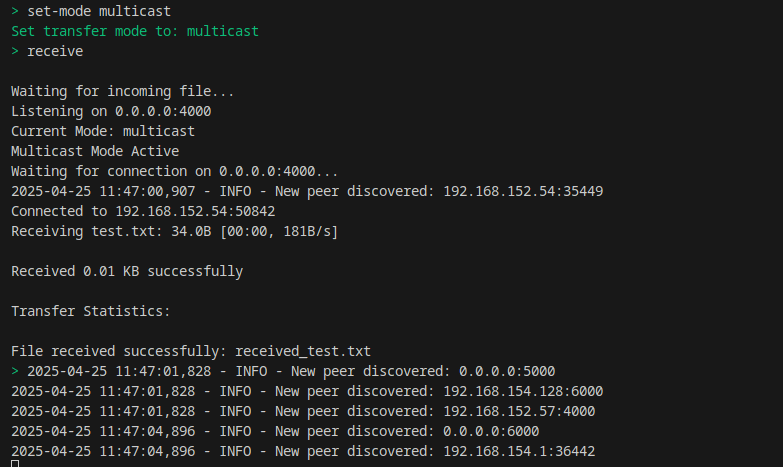 > set-mode multicast
Set transfer mode to: multicast
> receive
Waiting for incoming file...
Listening on 0.0.0.0:4000
Current Mode: multicast
Multicast Mode Active
Waiting for connection on 0.0.0.0:4000...
2025-04-25 11:47:00,907 - INFO - New peer discovered: 192.168.152.54:35449
Connected to 192.168.152.54:50842
Receiving test.txt: 34.0B [00:00, 181B/s]
Received 0.01 KB successfully
Transfer Statistics:
File received successfully: received_test.txt
> 2025-04-25 11:47:01,828 - INFO - New peer discovered: 0.0.0.0:5000
2025-04-25 11:47:01,828 - INFO - New peer discovered: 192.168.154.128:6000
2025-04-25 11:47:01,828 - INFO - New peer discovered: 192.168.152.57:4000
2025-04-25 11:47:04,896 - INFO - New peer discovered: 0.0.0.0:6000
2025-04-25 11:47:04,896 - INFO - New peer discovered: 192.168.154.1:36442